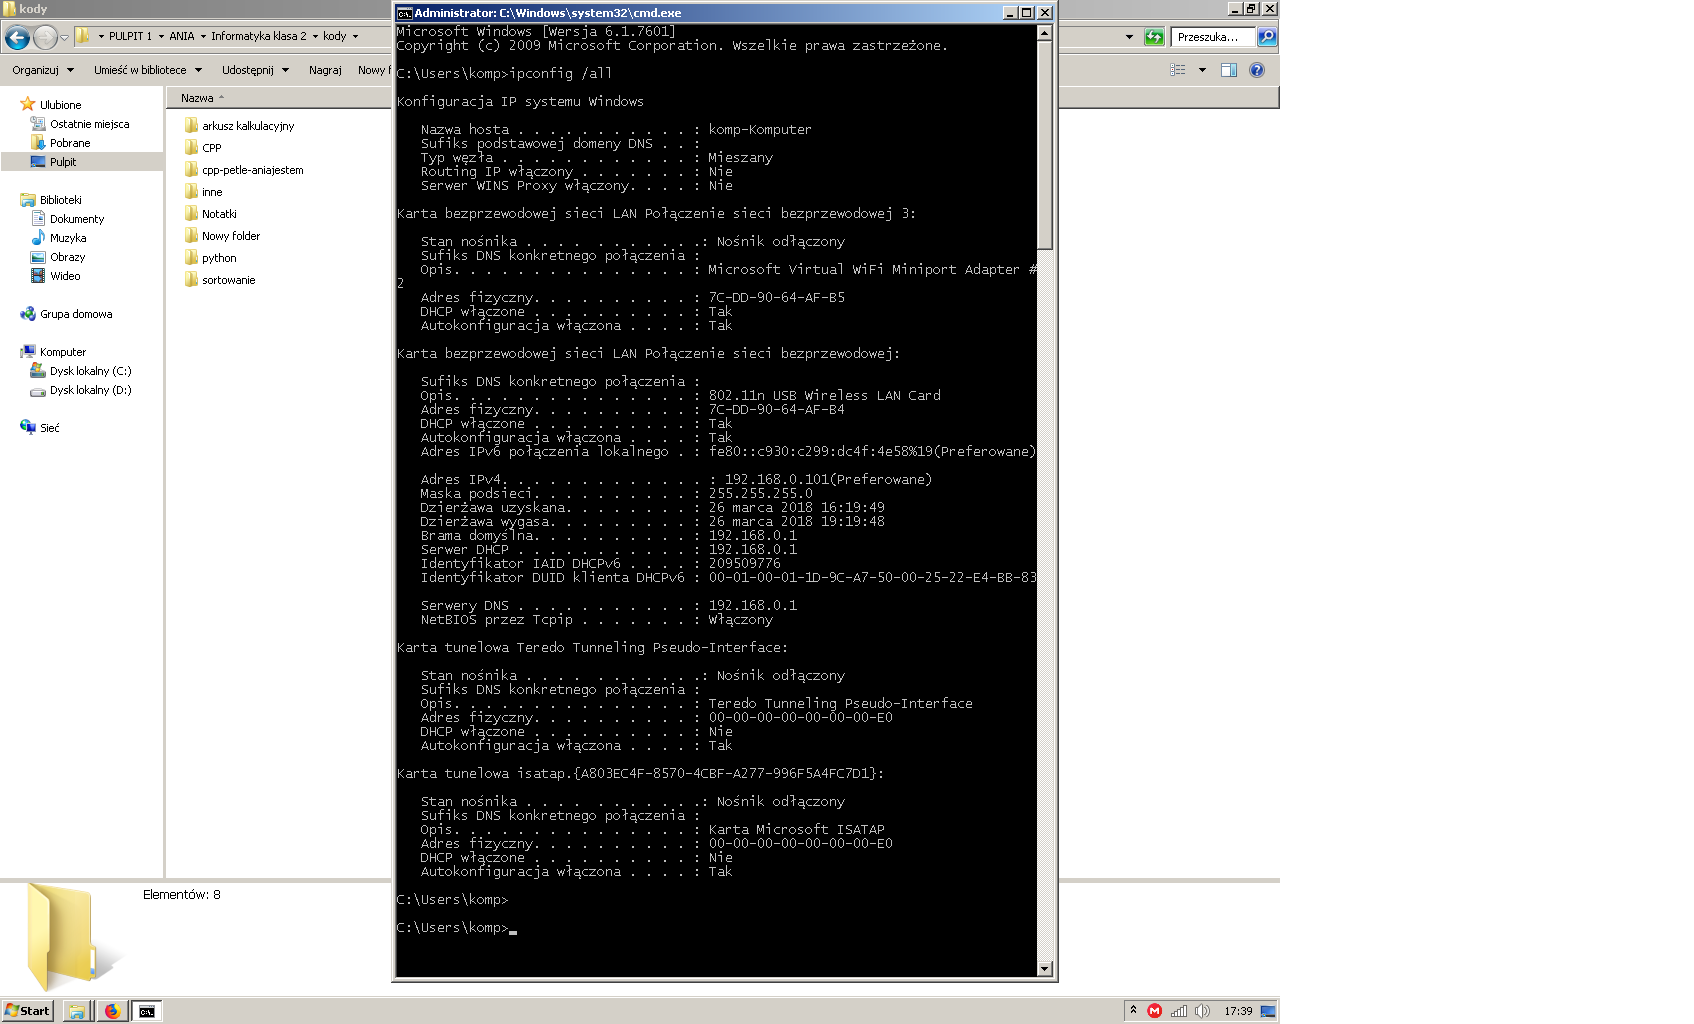 kody
Administrator: C:\Windows\system32\cmd.exe
PULPIT 1 ANIA Informatyka klasa 2 kody
Przeszuka...
Organizuj Umieść w bibliotece Udostępnij Nagraj Nowy f
Nazwa
Ulubione
Ostatnie miejsca
Pobrane
Pulpit
Biblioteki
Dokumenty
Muzyka
Obrazy
Wideo
Grupa domowa
Komputer
Dysk lokalny (C:)
Dysk lokalny (D:)
Sieć
arkusz kalkulacyjny
CPP
cpp-petle-aniajestem
inne
Notatki
Nowy folder
python
sortowanie
Microsoft Windows [Wersja 6.1.7601]
Copyright (c) 2009 Microsoft Corporation. Wszelkie prawa zastrzeżone.
C:\Users\komp>ipconfig /all
Konfiguracja IP systemu Windows
Nazwa hosta . . . . . . . . . . . : komp-Komputer
Sufiks podstawowej domeny DNS . . :
Typ węzła . . . . . . . . . . . . : Mieszany
Routing IP włączony . . . . . . . : Nie
Serwer WINS Proxy włączony. . . . : Nie
Karta bezprzewodowej sieci LAN Połączenie sieci bezprzewodowej 3:
Stan nośnika . . . . . . . . . . .: Nośnik odłączony
Sufiks DNS konkretnego połączenia :
Opis. . . . . . . . . . . . . . . : Microsoft Virtual WiFi Miniport Adapter #
2
Adres fizyczny. . . . . . . . . . : 7C-DD-90-64-AF-B5
DHCP włączone . . . . . . . . . . : Tak
Autokonfiguracja włączona . . . . : Tak
Karta bezprzewodowej sieci LAN Połączenie sieci bezprzewodowej:
Sufiks DNS konkretnego połączenia :
Opis. . . . . . . . . . . . . . . : 802.11n USB Wireless LAN Card
Adres fizyczny. . . . . . . . . . : 7C-DD-90-64-AF-B4
DHCP włączone . . . . . . . . . . : Tak
Autokonfiguracja włączona . . . . : Tak
Adres IPv6 połączenia lokalnego . : fe80::c930:c299:dc4f:4e58%19(Preferowane)
Adres IPv4. . . . . . . . . . . . . : 192.168.0.101(Preferowane)
Maska podsieci. . . . . . . . . . : 255.255.255.0
Dzierżawa uzyskana. . . . . . . . : 26 marca 2018 16:19:49
Dzierżawa wygasa. . . . . . . . . : 26 marca 2018 19:19:48
Brama domyślna. . . . . . . . . . : 192.168.0.1
Serwer DHCP . . . . . . . . . . . : 192.168.0.1
Identyfikator IAID DHCPv6 . . . . : 209509776
Identyfikator DUID klienta DHCPv6 : 00-01-00-01-1D-9C-A7-50-00-25-22-E4-BB-83
Serwery DNS . . . . . . . . . . . : 192.168.0.1
NetBIOS przez Tcpip . . . . . . . : Włączony
Karta tunelowa Teredo Tunneling Pseudo-Interface:
Stan nośnika . . . . . . . . . . .: Nośnik odłączony
Sufiks DNS konkretnego połączenia :
Opis. . . . . . . . . . . . . . . : Teredo Tunneling Pseudo-Interface
Adres fizyczny. . . . . . . . . . : 00-00-00-00-00-00-00-E0
DHCP włączone . . . . . . . . . . : Nie
Autokonfiguracja włączona . . . . : Tak
Karta tunelowa isatap.{A803EC4F-8570-4CBF-A277-996F5A4FC7D1}:
Stan nośnika . . . . . . . . . . .: Nośnik odłączony
Sufiks DNS konkretnego połączenia :
Opis. . . . . . . . . . . . . . . : Karta Microsoft ISATAP
Adres fizyczny. . . . . . . . . . : 00-00-00-00-00-00-00-E0
DHCP włączone . . . . . . . . . . : Nie
Autokonfiguracja włączona . . . . : Tak
C:\Users\komp>
C:\Users\komp>_
Elementów: 8
Start
17:39